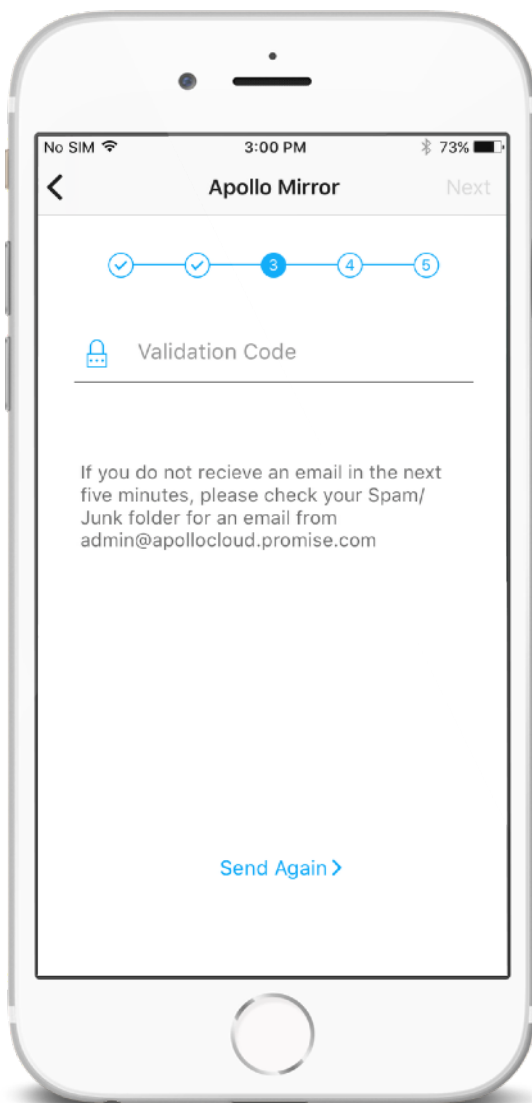 No SIM 3:00 PM 73%
Apollo Mirror Next
3 4 5
Validation Code
If you do not recieve an email in the next
five minutes, please check your Spam/
Junk folder for an email from
admin@apollocloud.promise.com
Send Again >